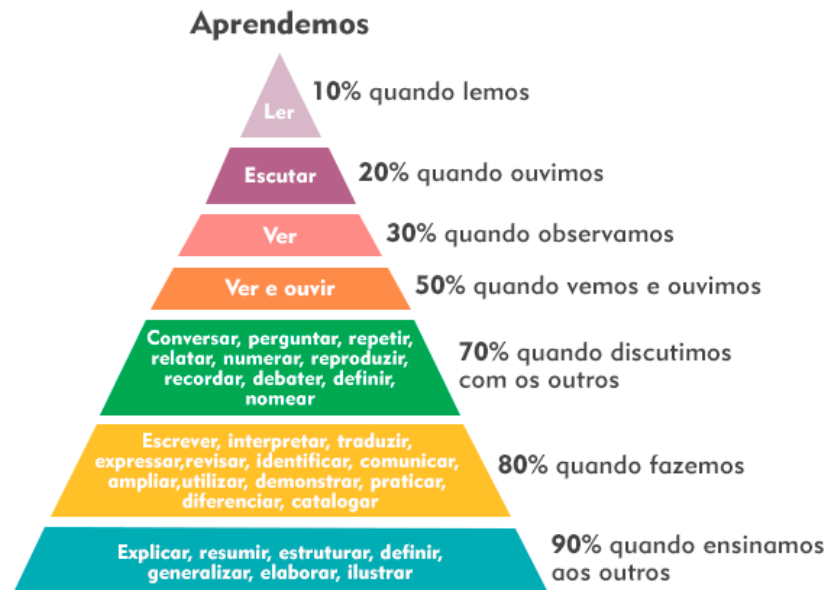 Aprendemos
Ler
10% quando lemos
Escutar
20% quando ouvimos
Ver
30% quando observamos
Ver e ouvir
50% quando vemos e ouvimos
Conversar, perguntar, repetir,
relatar, numerar, reproduzir,
recordar, debater, definir,
nomear
70% quando discutimos
com os outros
Escrever, interpretar, traduzir,
expressar,revisar, identificar, comunicar,
ampliar,utilizar, demonstrar, praticar,
diferenciar, catalogar
80% quando fazemos
Explicar, resumir, estruturar, definir,
generalizar, elaborar, ilustrar
90% quando ensinamos
aos outros